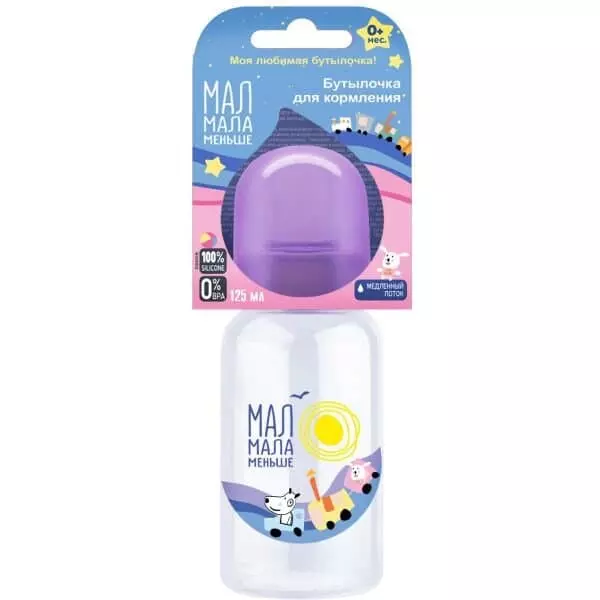 0+
мес.
Моя любимая бутылочка!
Бутылочка
для кормления*
МАЛ
МАЛА
МЕНЬШЕ
100%
SILICONE
0%
BPA
125 МЛ
МЕДЛЕННЫЙ
ПОТОК
МАЛ
МАЛА
МЕНЬШЕ